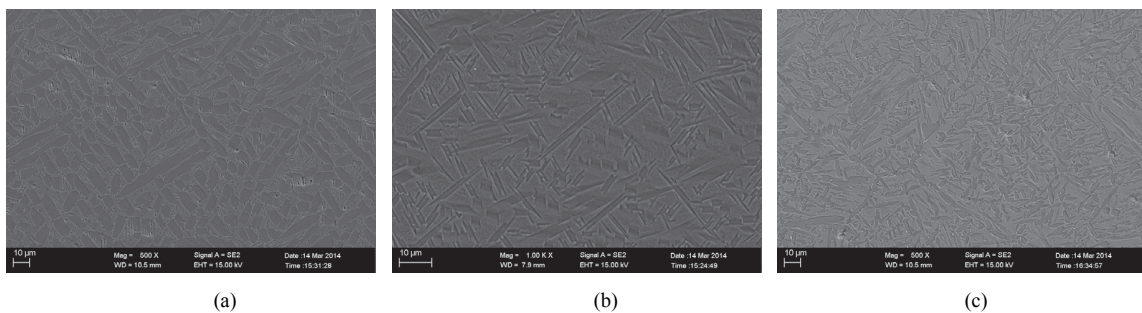 10 µm
Mag = 500 X
WD = 10.5 mm
Signal A = SE2
EHT = 15.00 kV
Date :14 Mar 2014
Time :15:31:28
10 µm
Mag = 1.00 K X
WD = 7.9 mm
Signal A = SE2
EHT = 15.00 kV
Date :14 Mar 2014
Time :15:24:49
10 µm
Mag = 500 X
WD = 10.5 mm
Signal A = SE2
EHT = 15.00 kV
Date :14 Mar 2014
Time :16:34:57
(a)
(b)
(c)